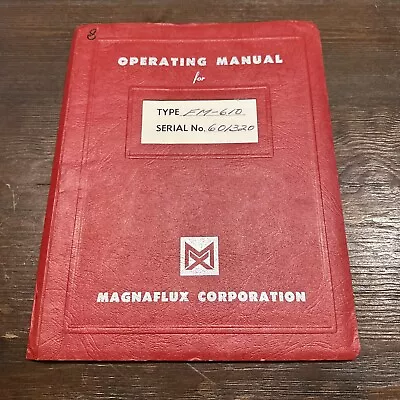 8
OPERATING MANUAL
for
TYPE FM-610
SERIAL No. 601320
MAGNAFLUX CORPORATION